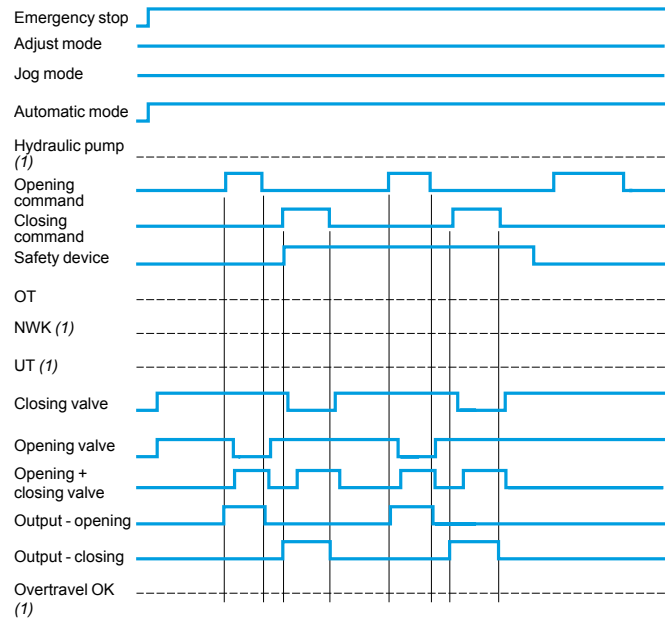 Emergency stop
Adjust mode
Jog mode
Automatic mode
Hydraulic pump
(1)
Opening
command
Closing
command
Safety device
OT
NWK (1)
UT (1)
Closing valve
Opening valve
Opening +
closing valve
Output - opening
Output - closing
Overtravel OK
(1)